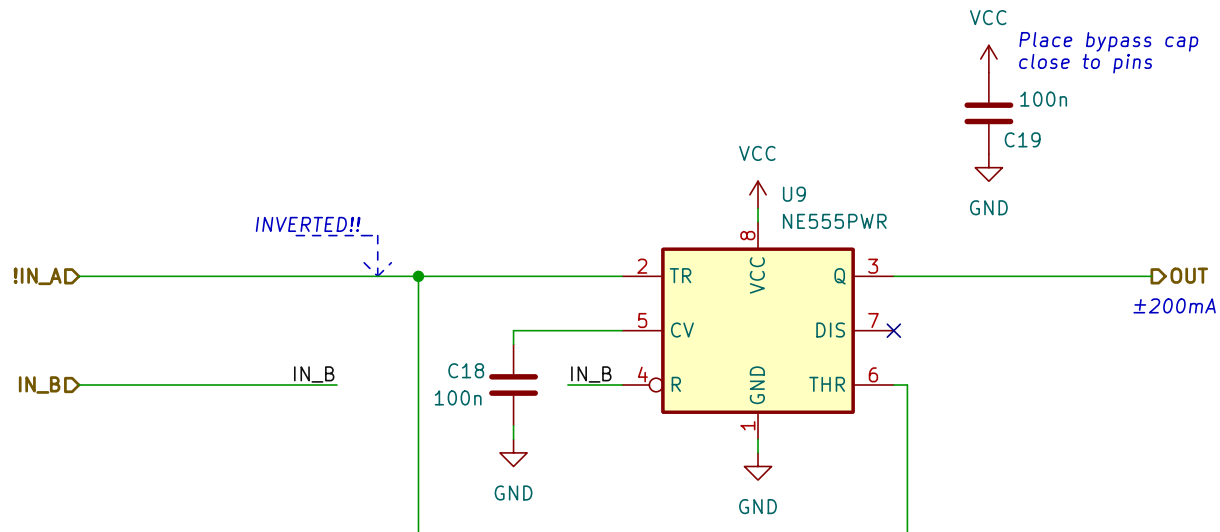 VCC
Place bypass cap
close to pins
100n
C19
GND
VCC
U9
NE555PWR
8
INVERTED!!
!IN_A
2
TR
VCC
Q
3
OUT
±200mA
5
CV
DIS
7
IN_B
IN_B
C18
100n
IN_B
4
R
GND
THR
6
1
GND
GND